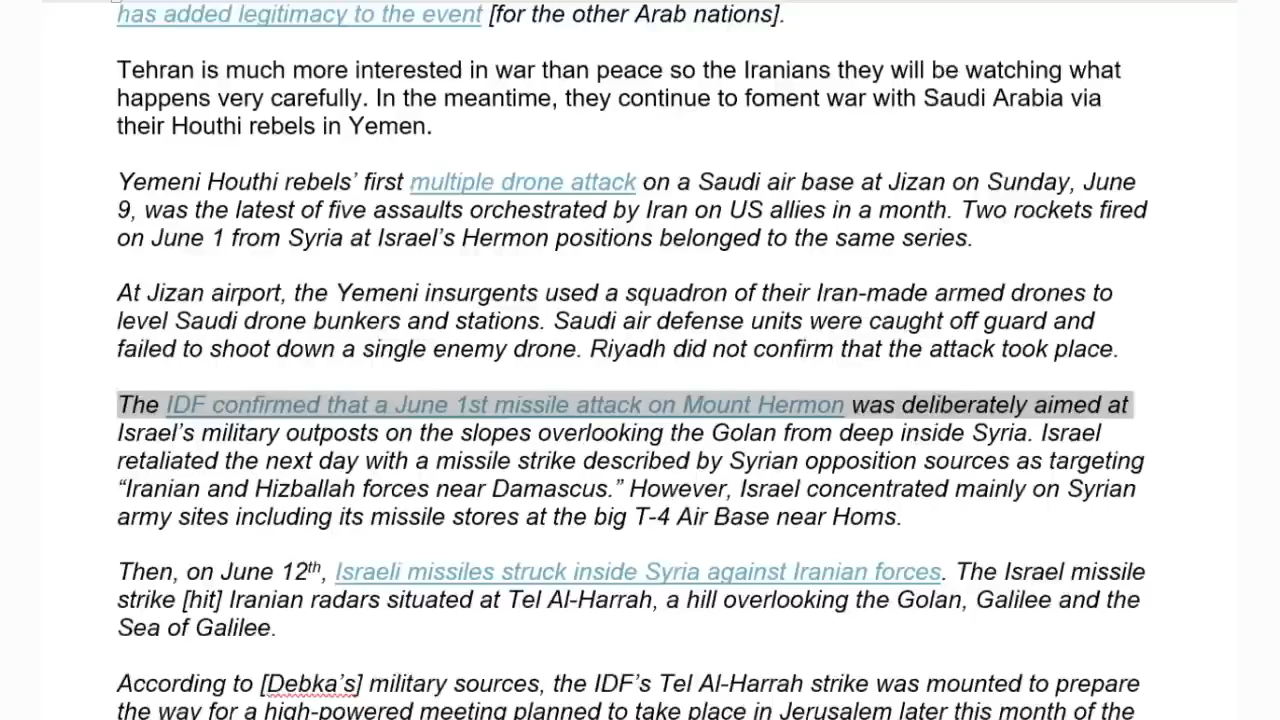 has added legitimacy to the event [for the other Arab nations].
Tehran is much more interested in war than peace so the Iranians they will be watching what
happens very carefully. In the meantime, they continue to foment war with Saudi Arabia via
their Houthi rebels in Yemen.
Yemeni Houthi rebels’ first multiple drone attack on a Saudi air base at Jizan on Sunday, June
9, was the latest of five assaults orchestrated by Iran on US allies in a month. Two rockets fired
on June 1 from Syria at Israel’s Hermon positions belonged to the same series.
At Jizan airport, the Yemeni insurgents used a squadron of their Iran-made armed drones to
level Saudi drone bunkers and stations. Saudi air defense units were caught off guard and
failed to shoot down a single enemy drone. Riyadh did not confirm that the attack took place.
The IDF confirmed that a June 1st missile attack on Mount Hermon was deliberately aimed at
Israel’s military outposts on the slopes overlooking the Golan from deep inside Syria. Israel
retaliated the next day with a missile strike described by Syrian opposition sources as targeting
“Iranian and Hizballah forces near Damascus.” However, Israel concentrated mainly on Syrian
army sites including its missile stores at the big T-4 Air Base near Homs.
Then, on June 12th, Israeli missiles struck inside Syria against Iranian forces. The Israel missile
strike [hit] Iranian radars situated at Tel Al-Harrah, a hill overlooking the Golan, Galilee and the
Sea of Galilee.
According to [Debka’s] military sources, the IDF’s Tel Al-Harrah strike was mounted to prepare
the way for a high-powered meeting planned to take place in Jerusalem later this month of the